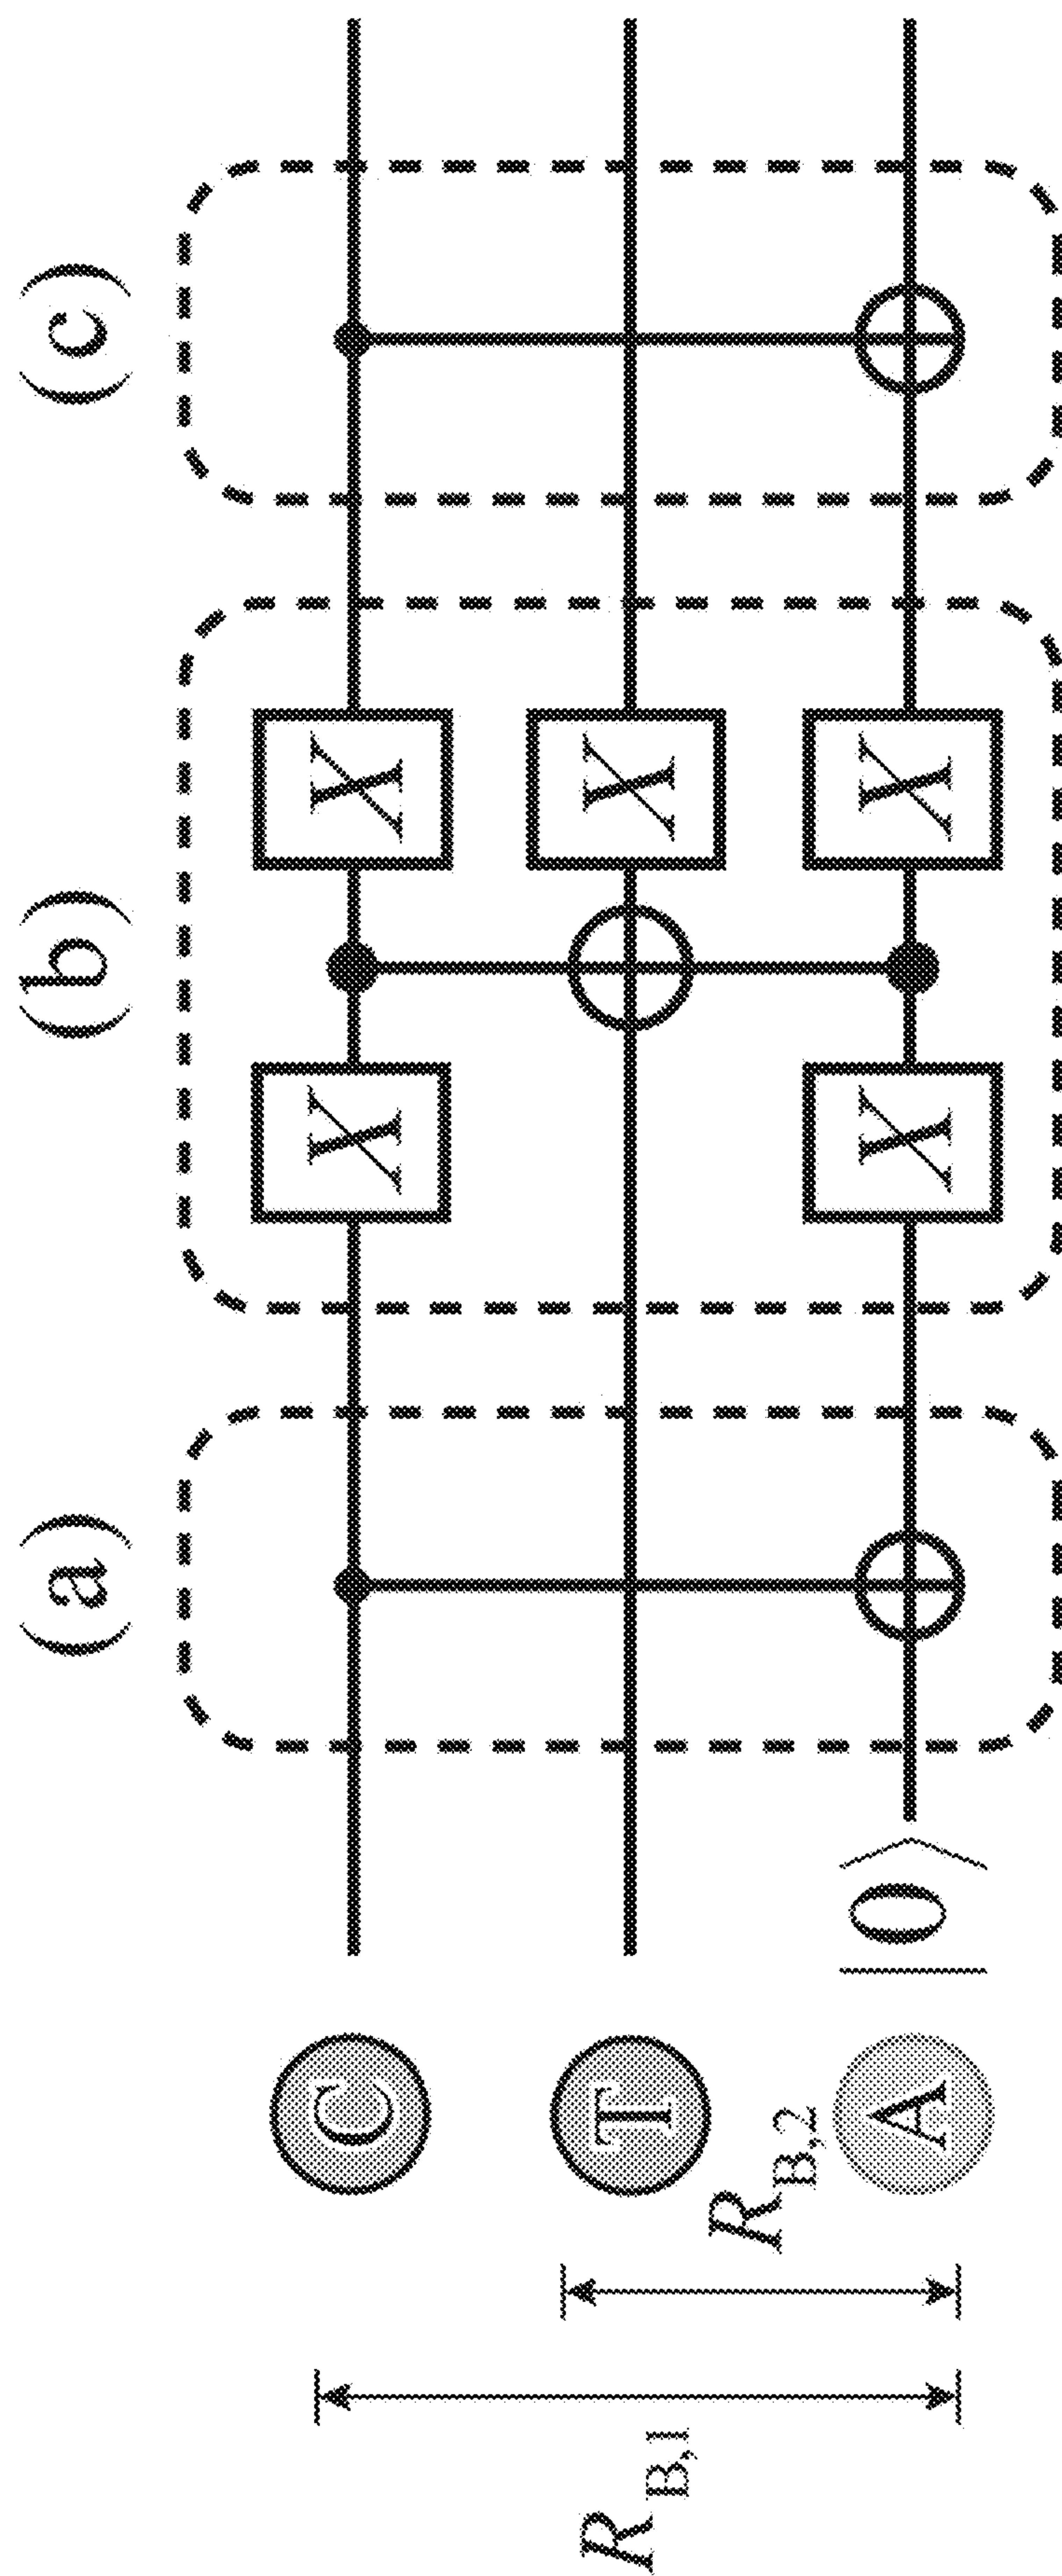 (a) (b) (c)
C X X
T X
A |0⟩ X X
R_B,1
R_B,2